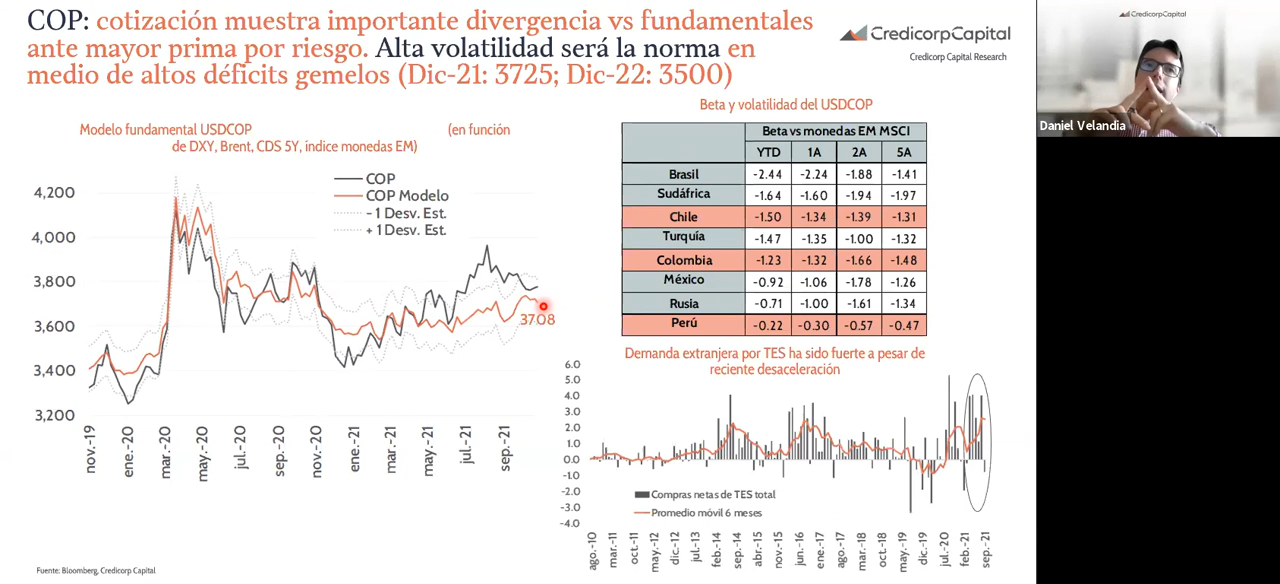 COP: cotización muestra importante divergencia vs fundamentales
ante mayor prima por riesgo. Alta volatilidad será la norma en
medio de altos déficits gemelos (Dic-21: 3725; Dic-22: 3500)
CredicorpCapital
Credicorp Capital Research
CredicorpCapital
Daniel Velandia
Modelo fundamental USDCOP (en función
de DXY, Brent, CDS 5Y, índice monedas EM)
COP
COP Modelo
- 1 Desv. Est.
+ 1 Desv. Est.
4,200
4,000
3,800
3,600
3,400
3,200
3708
nov.-19 ene.-20 mar.-20 may.-20 jul.-20 sep.-20 nov.-20 ene.-21 mar.-21 may.-21 jul.-21 sep.-21
Beta y volatilidad del USDCOP
Beta vs monedas EM MSCI
YTD 1A 2A 5A
Brasil -2.44 -2.24 -1.88 -1.41
Sudáfrica -1.64 -1.60 -1.94 -1.97
Chile -1.50 -1.34 -1.39 -1.31
Turquía -1.47 -1.35 -1.00 -1.32
Colombia -1.23 -1.32 -1.66 -1.48
México -0.92 -1.06 -1.78 -1.26
Rusia -0.71 -1.00 -1.61 -1.34
Perú -0.22 -0.30 -0.57 -0.47
Demanda extranjera por TES ha sido fuerte a pesar de
reciente desaceleración
6.0
5.0
4.0
3.0
2.0
1.0
0.0
-1.0
-2.0
-3.0
-4.0
Compras netas de TES total
Promedio móvil 6 meses
ago.-10 mar.-11 oct.-11 may.-12 dic.-12 jul.-13 feb.-14 sep.-14 abr.-15 nov.-15 jun.-16 ene.-17 ago.-17 mar.-18 oct.-18 may.-19 dic.-19 jul.-20 feb.-21 sep.-21
Fuente: Bloomberg, Credicorp Capital